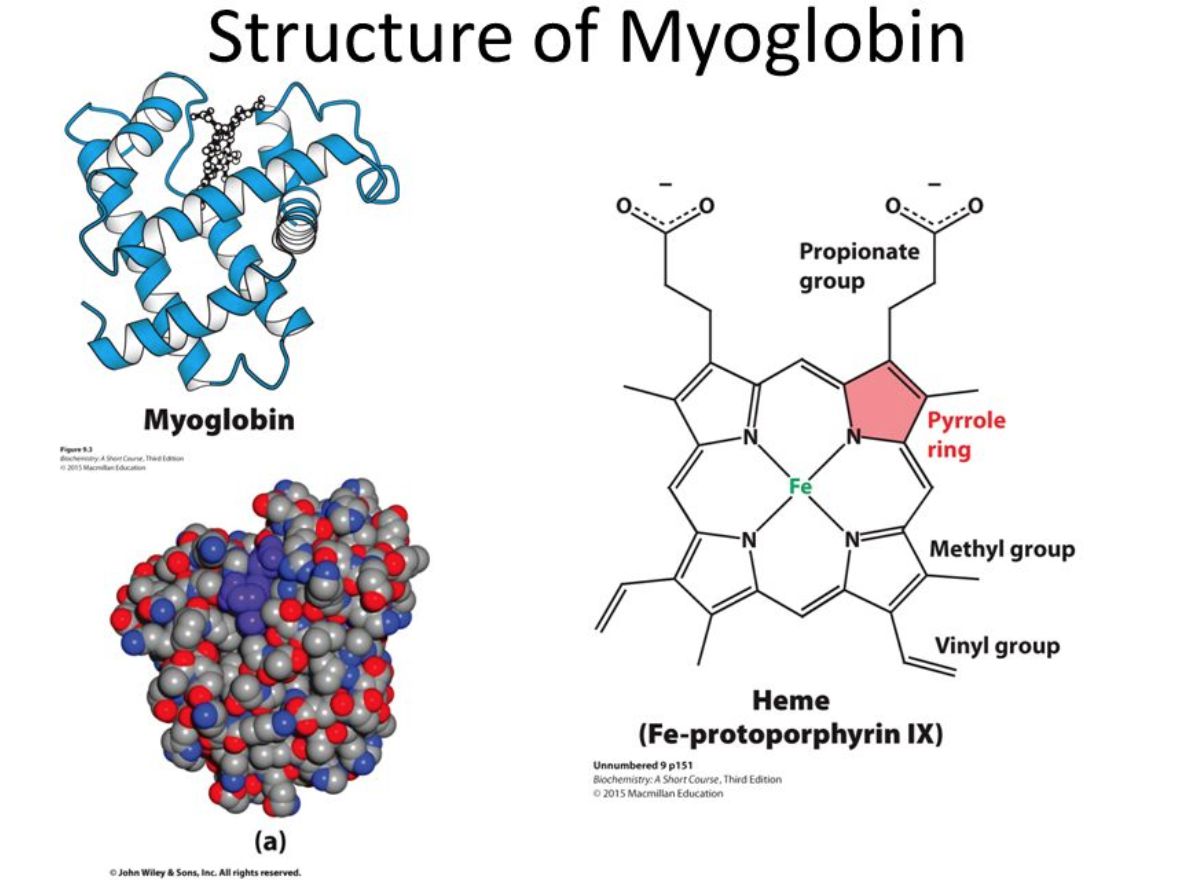 Structure of Myoglobin
Myoglobin
Figure 9.3
Biochemistry: A Short Course, Third Edition
© 2015 Macmillan Education
(a)
© John Wiley & Sons, Inc. All rights reserved.
−
−
O
O
O
O
Propionate
group
Pyrrole
ring
N
N
Fe
N
N
Methyl group
Vinyl group
Heme
(Fe-protoporphyrin IX)
Unnumbered 9 p151
Biochemistry: A Short Course, Third Edition
© 2015 Macmillan Education